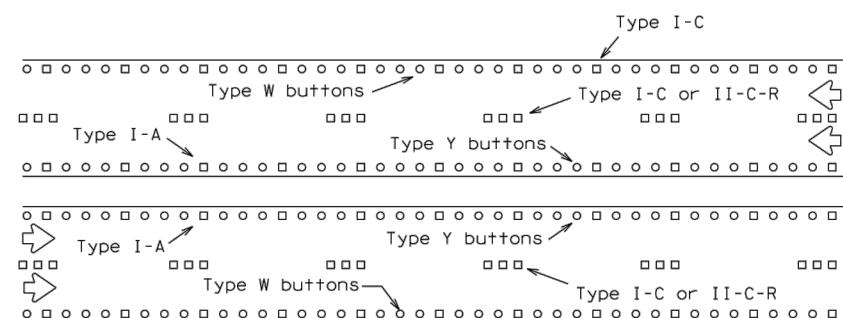 Type I-C
Type W buttons
Type I-C or II-C-R
Type I-A
Type Y buttons
Type I-A
Type Y buttons
Type W buttons
Type I-C or II-C-R